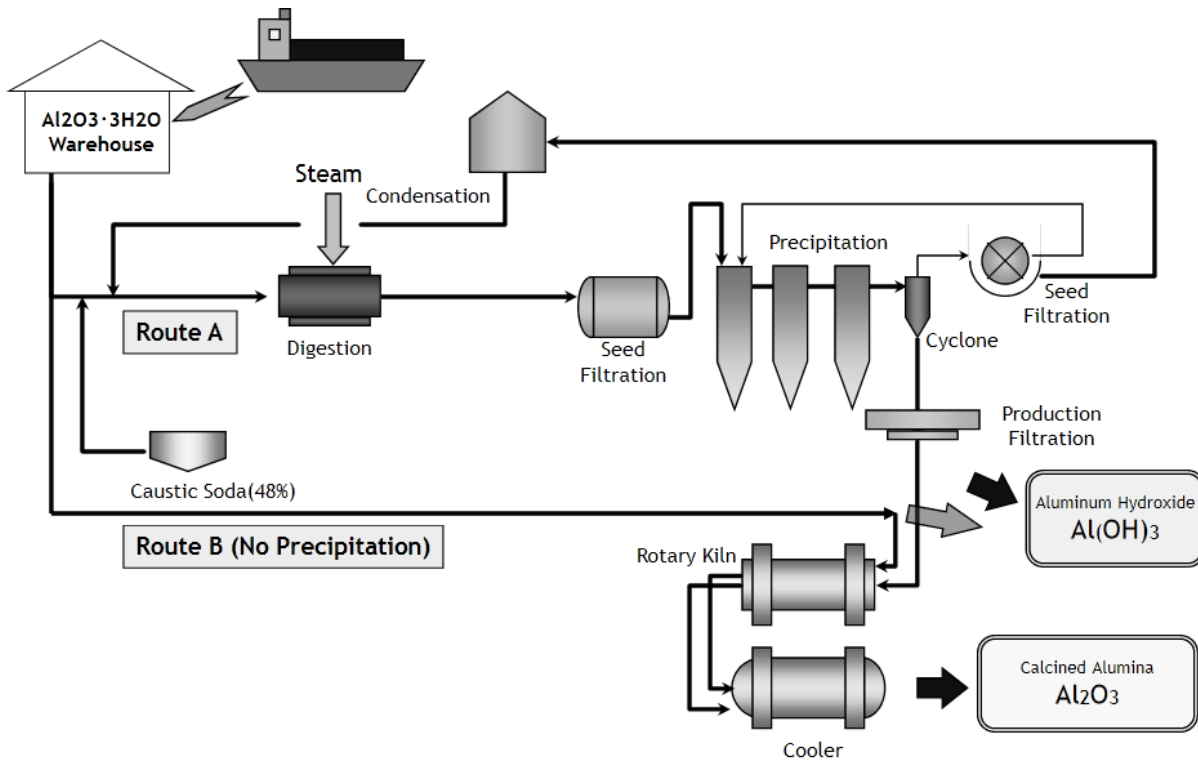 Al2O3·3H2O
Warehouse
Steam
Condensation
Precipitation
Route A
Digestion
Seed
Filtration
Cyclone
Seed
Filtration
Production
Filtration
Caustic Soda(48%)
Aluminum Hydroxide
Al(OH)3
Route B (No Precipitation)
Rotary Kiln
Calcined Alumina
Al2O3
Cooler